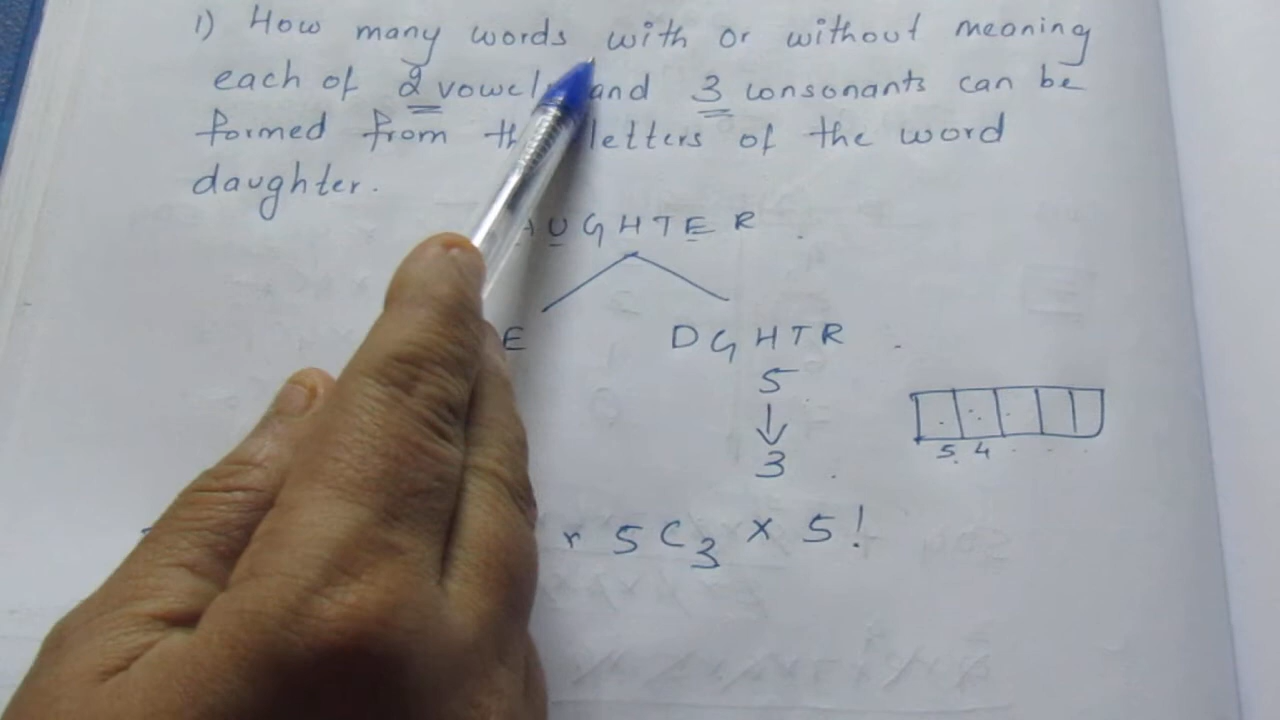 1) How many words with or without meaning
each of 2 vowels and 3 consonants can be
formed from letters of the word
daughter.
AUGHTER
E DGHTR
5
3
5 4
5C3 x 5!